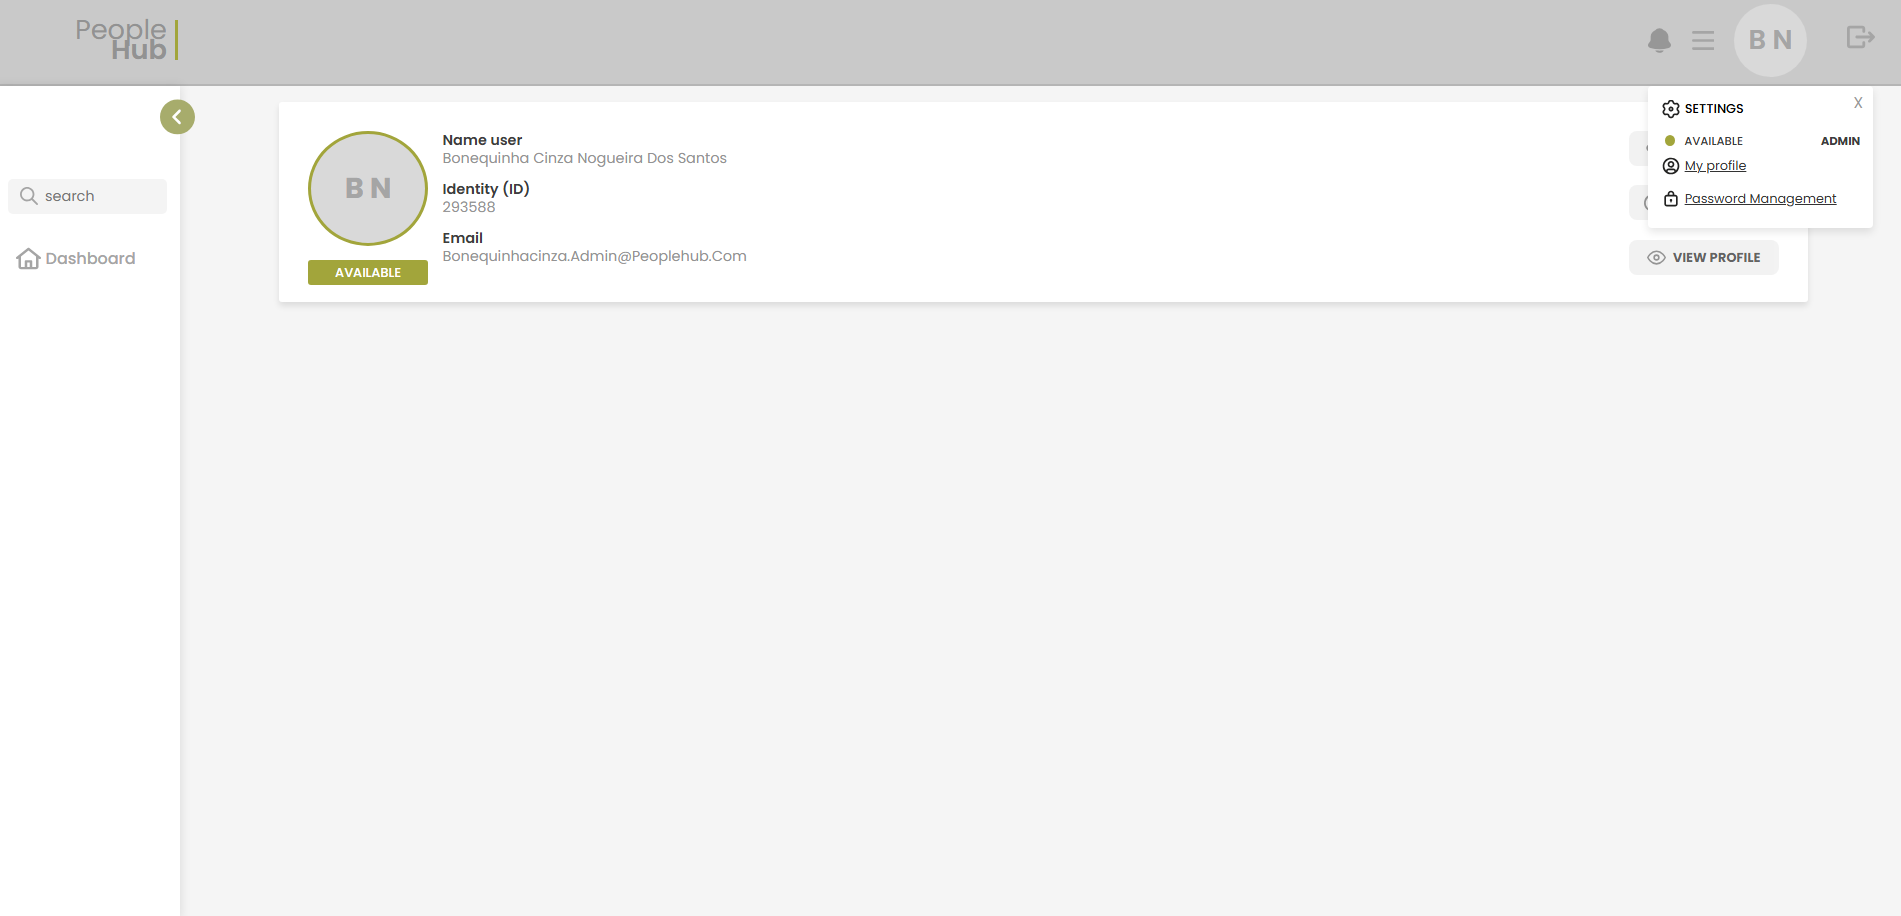 People
Hub
B N
X
SETTINGS
AVAILABLE
ADMIN
My profile
Password Management
search
Dashboard
B N
AVAILABLE
Name user
Bonequinha Cinza Nogueira Dos Santos
Identity (ID)
293588
Email
Bonequinhacinza.Admin@Peoplehub.Com
VIEW PROFILE